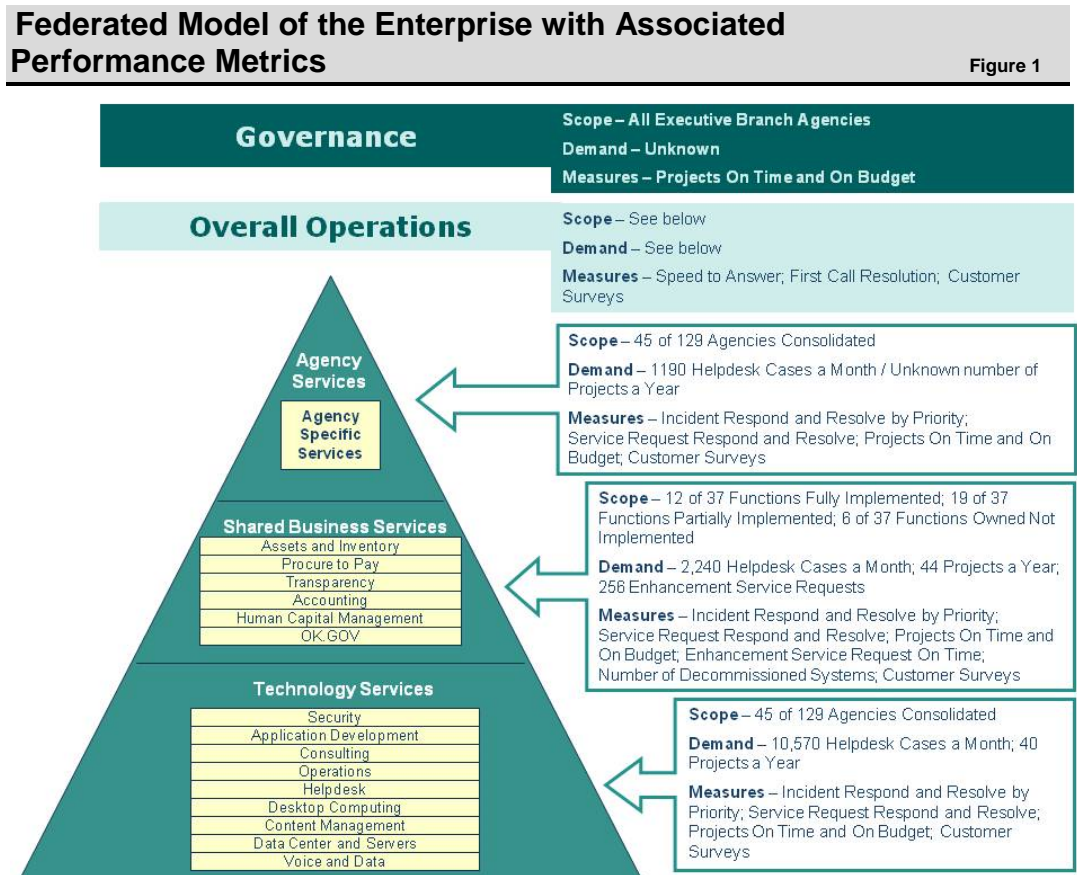 Federated Model of the Enterprise with Associated
Performance Metrics
Figure 1
Governance
Scope – All Executive Branch Agencies
Demand – Unknown
Measures – Projects On Time and On Budget
Overall Operations
Scope – See below
Demand – See below
Measures – Speed to Answer; First Call Resolution; Customer
Surveys
Agency
Services
Agency
Specific
Services
Scope – 45 of 129 Agencies Consolidated
Demand – 1190 Helpdesk Cases a Month / Unknown number of
Projects a Year
Measures – Incident Respond and Resolve by Priority;
Service Request Respond and Resolve; Projects On Time and On
Budget; Customer Surveys
Shared Business Services
Assets and Inventory
Procure to Pay
Transparency
Accounting
Human Capital Management
OK.GOV
Scope – 12 of 37 Functions Fully Implemented; 19 of 37
Functions Partially Implemented; 6 of 37 Functions Owned Not
Implemented
Demand – 2,240 Helpdesk Cases a Month; 44 Projects a Year;
256 Enhancement Service Requests
Measures – Incident Respond and Resolve by Priority;
Service Request Respond and Resolve; Projects On Time and
On Budget; Enhancement Service Request On Time;
Number of Decommissioned Systems; Customer Surveys
Technology Services
Security
Application Development
Consulting
Operations
Helpdesk
Desktop Computing
Content Management
Data Center and Servers
Voice and Data
Scope – 45 of 129 Agencies Consolidated
Demand – 10,570 Helpdesk Cases a Month; 40
Projects a Year
Measures – Incident Respond and Resolve by
Priority; Service Request Respond and Resolve;
Projects On Time and On Budget; Customer
Surveys